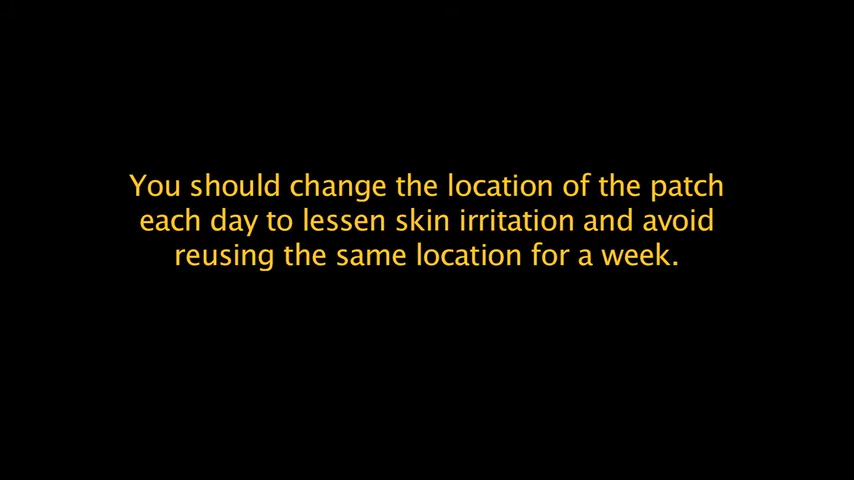 You should change the location of the patch
each day to lessen skin irritation and avoid
reusing the same location for a week.